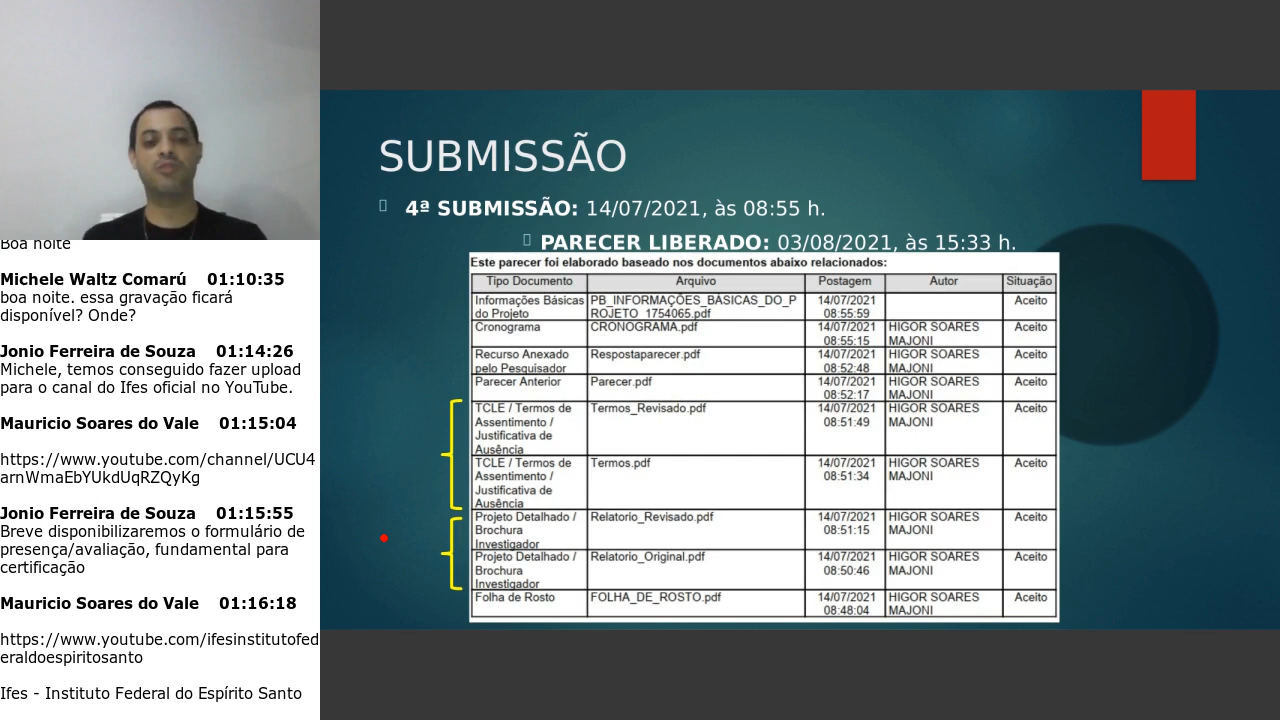 Boa noite
Michele Waltz Comarú 01:10:35
boa noite. essa gravação ficará
disponível? Onde?
Jonio Ferreira de Souza 01:14:26
Michele, temos conseguido fazer upload
para o canal do Ifes oficial no YouTube.
Mauricio Soares do Vale 01:15:04
https://www.youtube.com/channel/UCU4
arnWmaEbYUkdUqRZQyKg
Jonio Ferreira de Souza 01:15:55
Breve disponibilizaremos o formulário de
presença/avaliação, fundamental para
certificação
Mauricio Soares do Vale 01:16:18
https://www.youtube.com/ifesinstitutofed
eraldoespiritosanto
Ifes - Instituto Federal do Espírito Santo
SUBMISSÃO
4ª SUBMISSÃO: 14/07/2021, às 08:55 h.
PARECER LIBERADO: 03/08/2021, às 15:33 h.
Este parecer foi elaborado baseado nos documentos abaixo relacionados:
Tipo Documento Arquivo Postagem Autor Situação
Informações Básicas PB_INFORMAÇÕES_BÁSICAS_DO_P 14/07/2021 Aceito
do Projeto ROJETO_1754065.pdf 08:55:59
Cronograma CRONOGRAMA.pdf 14/07/2021 HIGOR SOARES Aceito
08:55:15 MAJONI
Recurso Anexado Respostaparecer.pdf 14/07/2021 HIGOR SOARES Aceito
pelo Pesquisador 08:52:48 MAJONI
Parecer Anterior Parecer.pdf 14/07/2021 HIGOR SOARES Aceito
08:52:17 MAJONI
TCLE / Termos de Termos_Revisado.pdf 14/07/2021 HIGOR SOARES Aceito
Assentimento / 08:51:49 MAJONI
Justificativa de
Ausência
TCLE / Termos de Termos.pdf 14/07/2021 HIGOR SOARES Aceito
Assentimento / 08:51:34 MAJONI
Justificativa de
Ausência
Projeto Detalhado / Relatorio_Revisado.pdf 14/07/2021 HIGOR SOARES Aceito
Brochura 08:51:15 MAJONI
Investigador
Projeto Detalhado / Relatorio_Original.pdf 14/07/2021 HIGOR SOARES Aceito
Brochura 08:50:46 MAJONI
Investigador
Folha de Rosto FOLHA_DE_ROSTO.pdf 14/07/2021 HIGOR SOARES Aceito
08:48:04 MAJONI